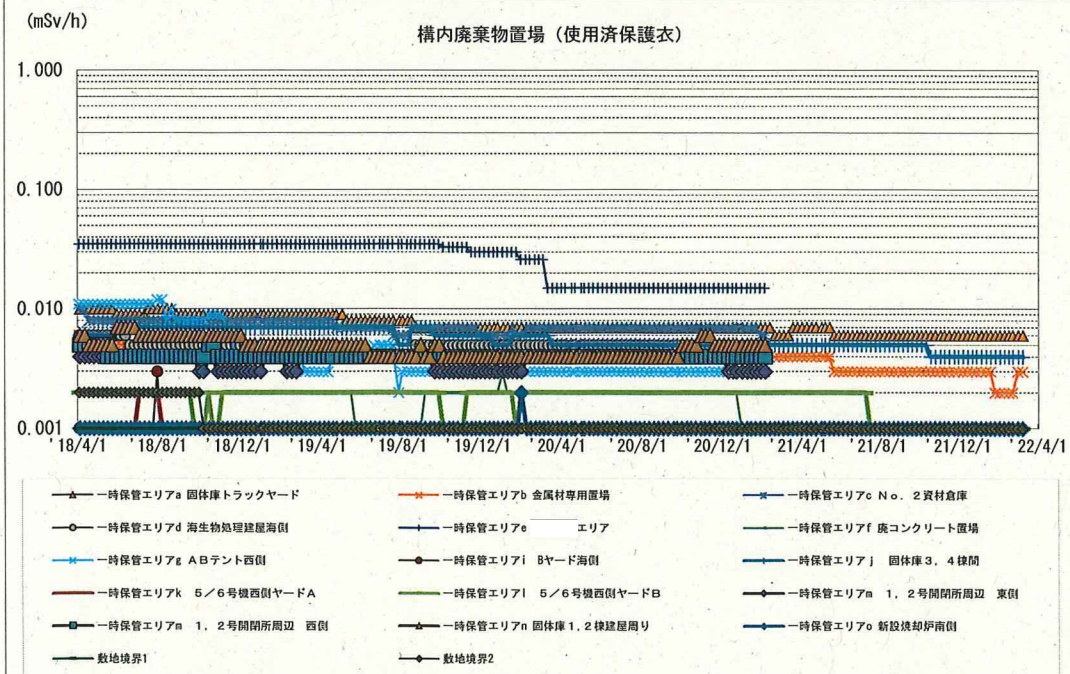 (mSv/h)
構内廃棄物置場（使用済保護衣）
1.000
0.100
0.010
0.001
'18/4/1 '18/8/1 '18/12/1 '19/4/1 '19/8/1 '19/12/1 '20/4/1 '20/8/1 '20/12/1 '21/4/1 '21/8/1 '21/12/1 '22/4/1
一時保管エリアa 固体庫トラックヤード 一時保管エリアb 金属材専用置場 一時保管エリアc No．2資材倉庫
一時保管エリアd 海生物処理建屋海側 一時保管エリアe エリア 一時保管エリアf 廃コンクリート置場
一時保管エリアg ABテント西側 一時保管エリアi Bヤード海側 一時保管エリアj 固体庫3，4棟間
一時保管エリアk 5／6号機西側ヤードA 一時保管エリアl 5／6号機西側ヤードB 一時保管エリアm 1，2号開閉所周辺 東側
一時保管エリアm 1，2号開閉所周辺 西側 一時保管エリアn 固体庫1，2棟建屋周り 一時保管エリアo 新設焼却炉南側
敷地境界1 敷地境界2